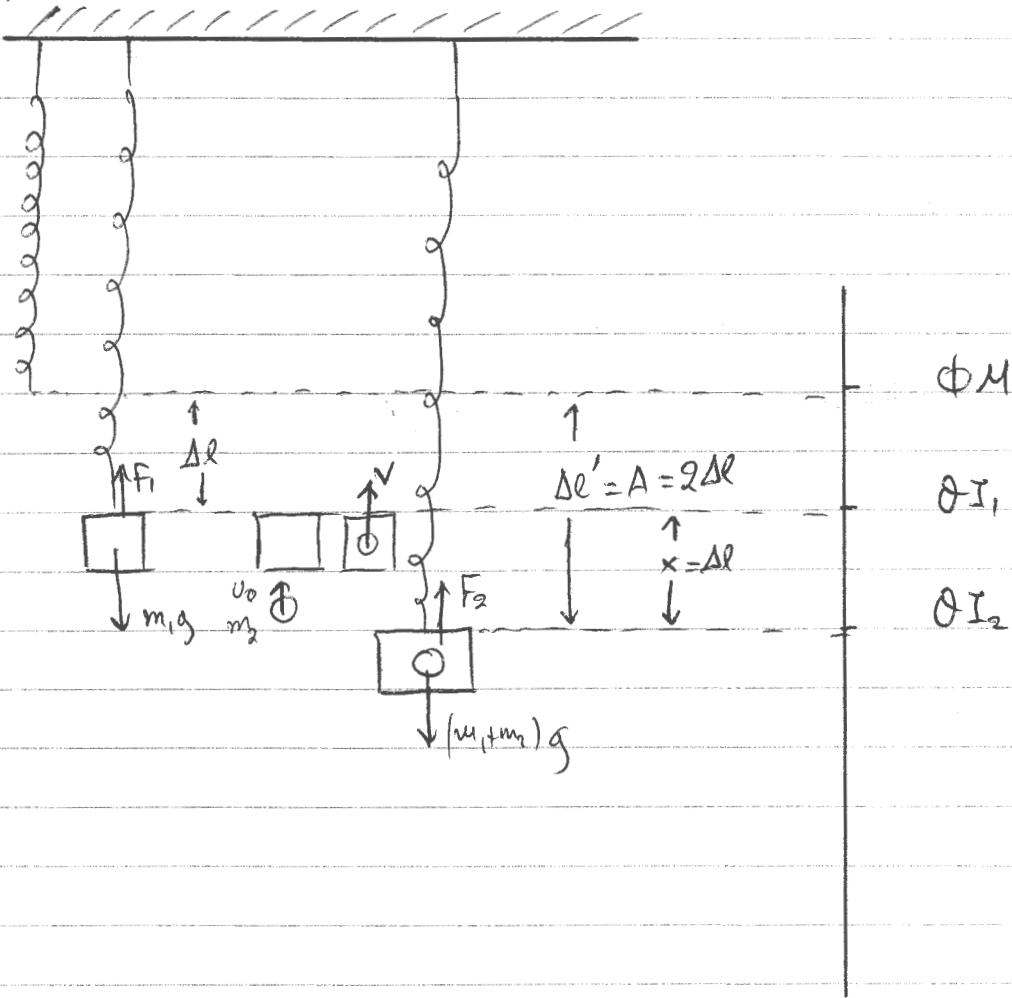 ΦΜ
Δl
F₁
V
Δl' = A = 2Δl
ΘΙ₁
x = Δl
υ₀
m₂
F₂
ΘΙ₂
m₁g
(m₁+m₂)g